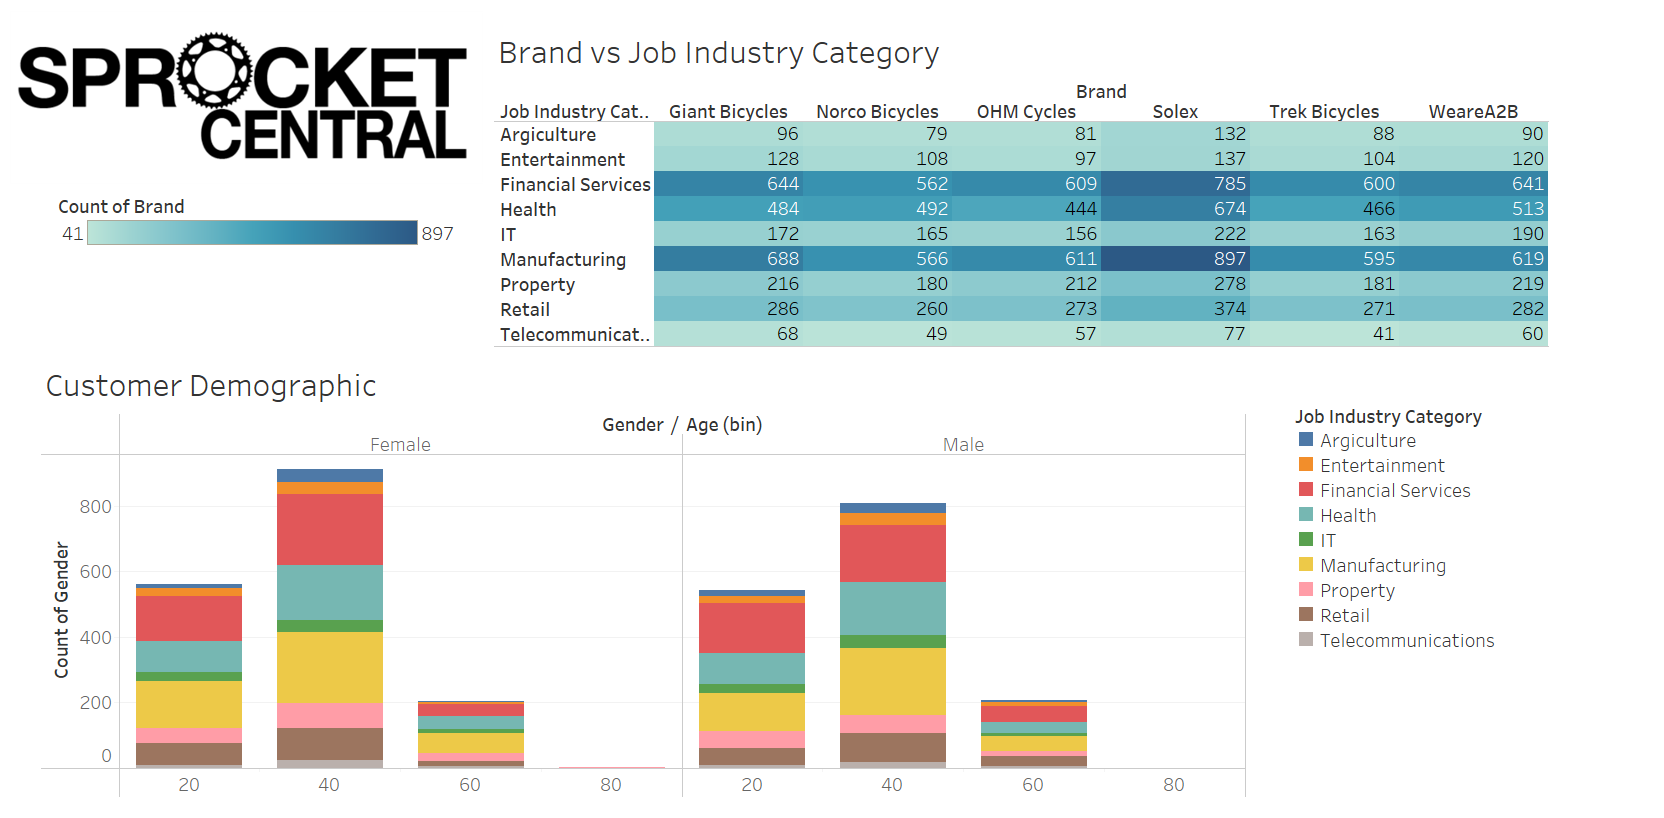 SPROCKET
CENTRAL
Count of Brand
41 897
Brand vs Job Industry Category
Brand
Job Industry Cat.. Giant Bicycles Norco Bicycles OHM Cycles Solex Trek Bicycles WeareA2B
Argiculture 96 79 81 132 88 90
Entertainment 128 108 97 137 104 120
Financial Services 644 562 609 785 600 641
Health 484 492 444 674 466 513
IT 172 165 156 222 163 190
Manufacturing 688 566 611 897 595 619
Property 216 180 212 278 181 219
Retail 286 260 273 374 271 282
Telecommunicat.. 68 49 57 77 41 60
Customer Demographic
Gender / Age (bin)
Female Male
Count of Gender
800
600
400
200
0
20 40 60 80 20 40 60 80
Job Industry Category
Argiculture
Entertainment
Financial Services
Health
IT
Manufacturing
Property
Retail
Telecommunications